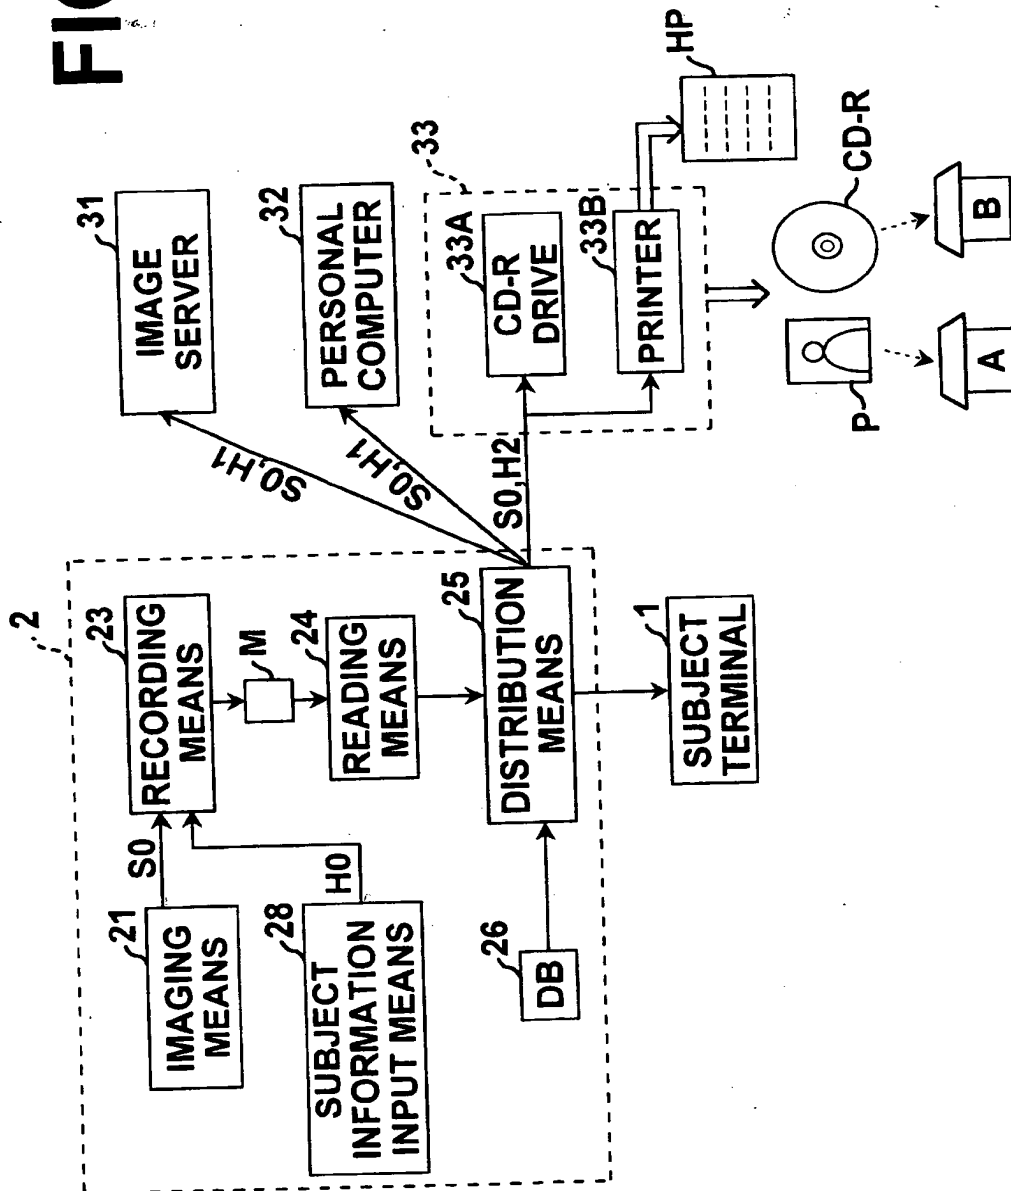 FIG
2
21
IMAGING
MEANS
S0
28
SUBJECT
INFORMATION
INPUT MEANS
H0
23
RECORDING
MEANS
M
24
READING
MEANS
26
DB
25
DISTRIBUTION
MEANS
1
SUBJECT
TERMINAL
S0,H1
S0,H1
S0,H2
31
IMAGE
SERVER
32
PERSONAL
COMPUTER
33
33A
CD-R
DRIVE
33B
PRINTER
HP
P
CD-R
A
B